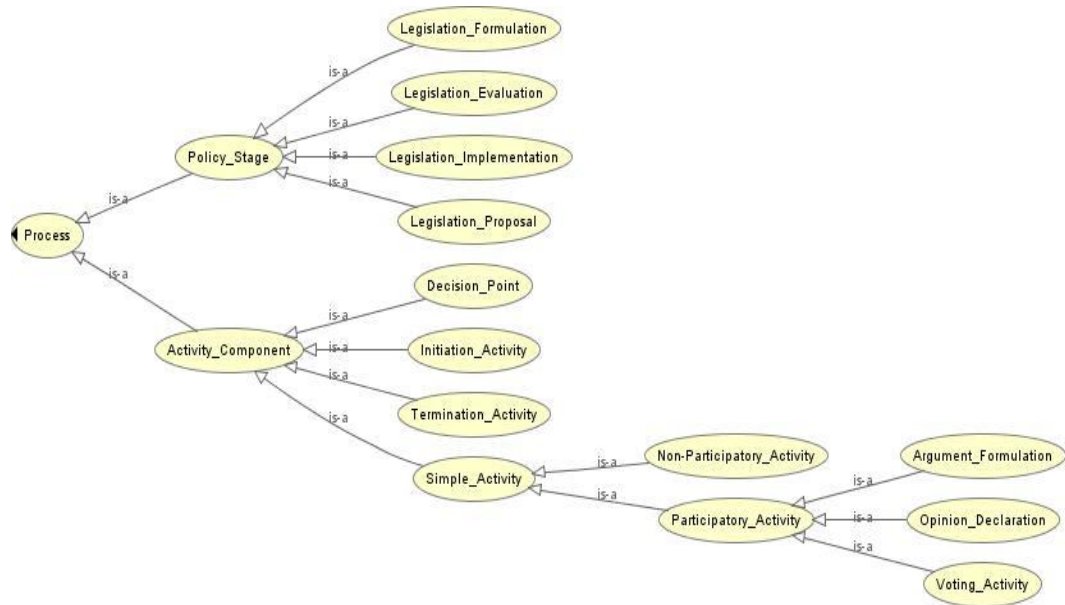 Legislation_Formulation
is-a
Legislation_Evaluation
is-a
Policy_Stage
is-a
Legislation_Implementation
is-a
is-a
Legislation_Proposal
Process
is-a
Decision_Point
is-a
Activity_Component
is-a
Initiation_Activity
is-a
Termination_Activity
is-a
Simple_Activity
is-a
Non-Participatory_Activity
is-a
Participatory_Activity
is-a
Argument_Formulation
is-a
Opinion_Declaration
is-a
Voting_Activity